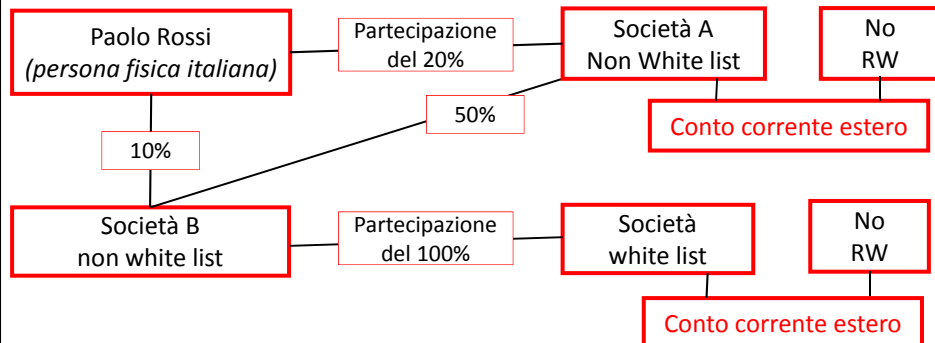 Paolo Rossi
(persona fisica italiana)
Partecipazione
del 20%
Società A
Non White list
No
RW
50%
Conto corrente estero
10%
Società B
non white list
Partecipazione
del 100%
Società
white list
No
RW
Conto corrente estero